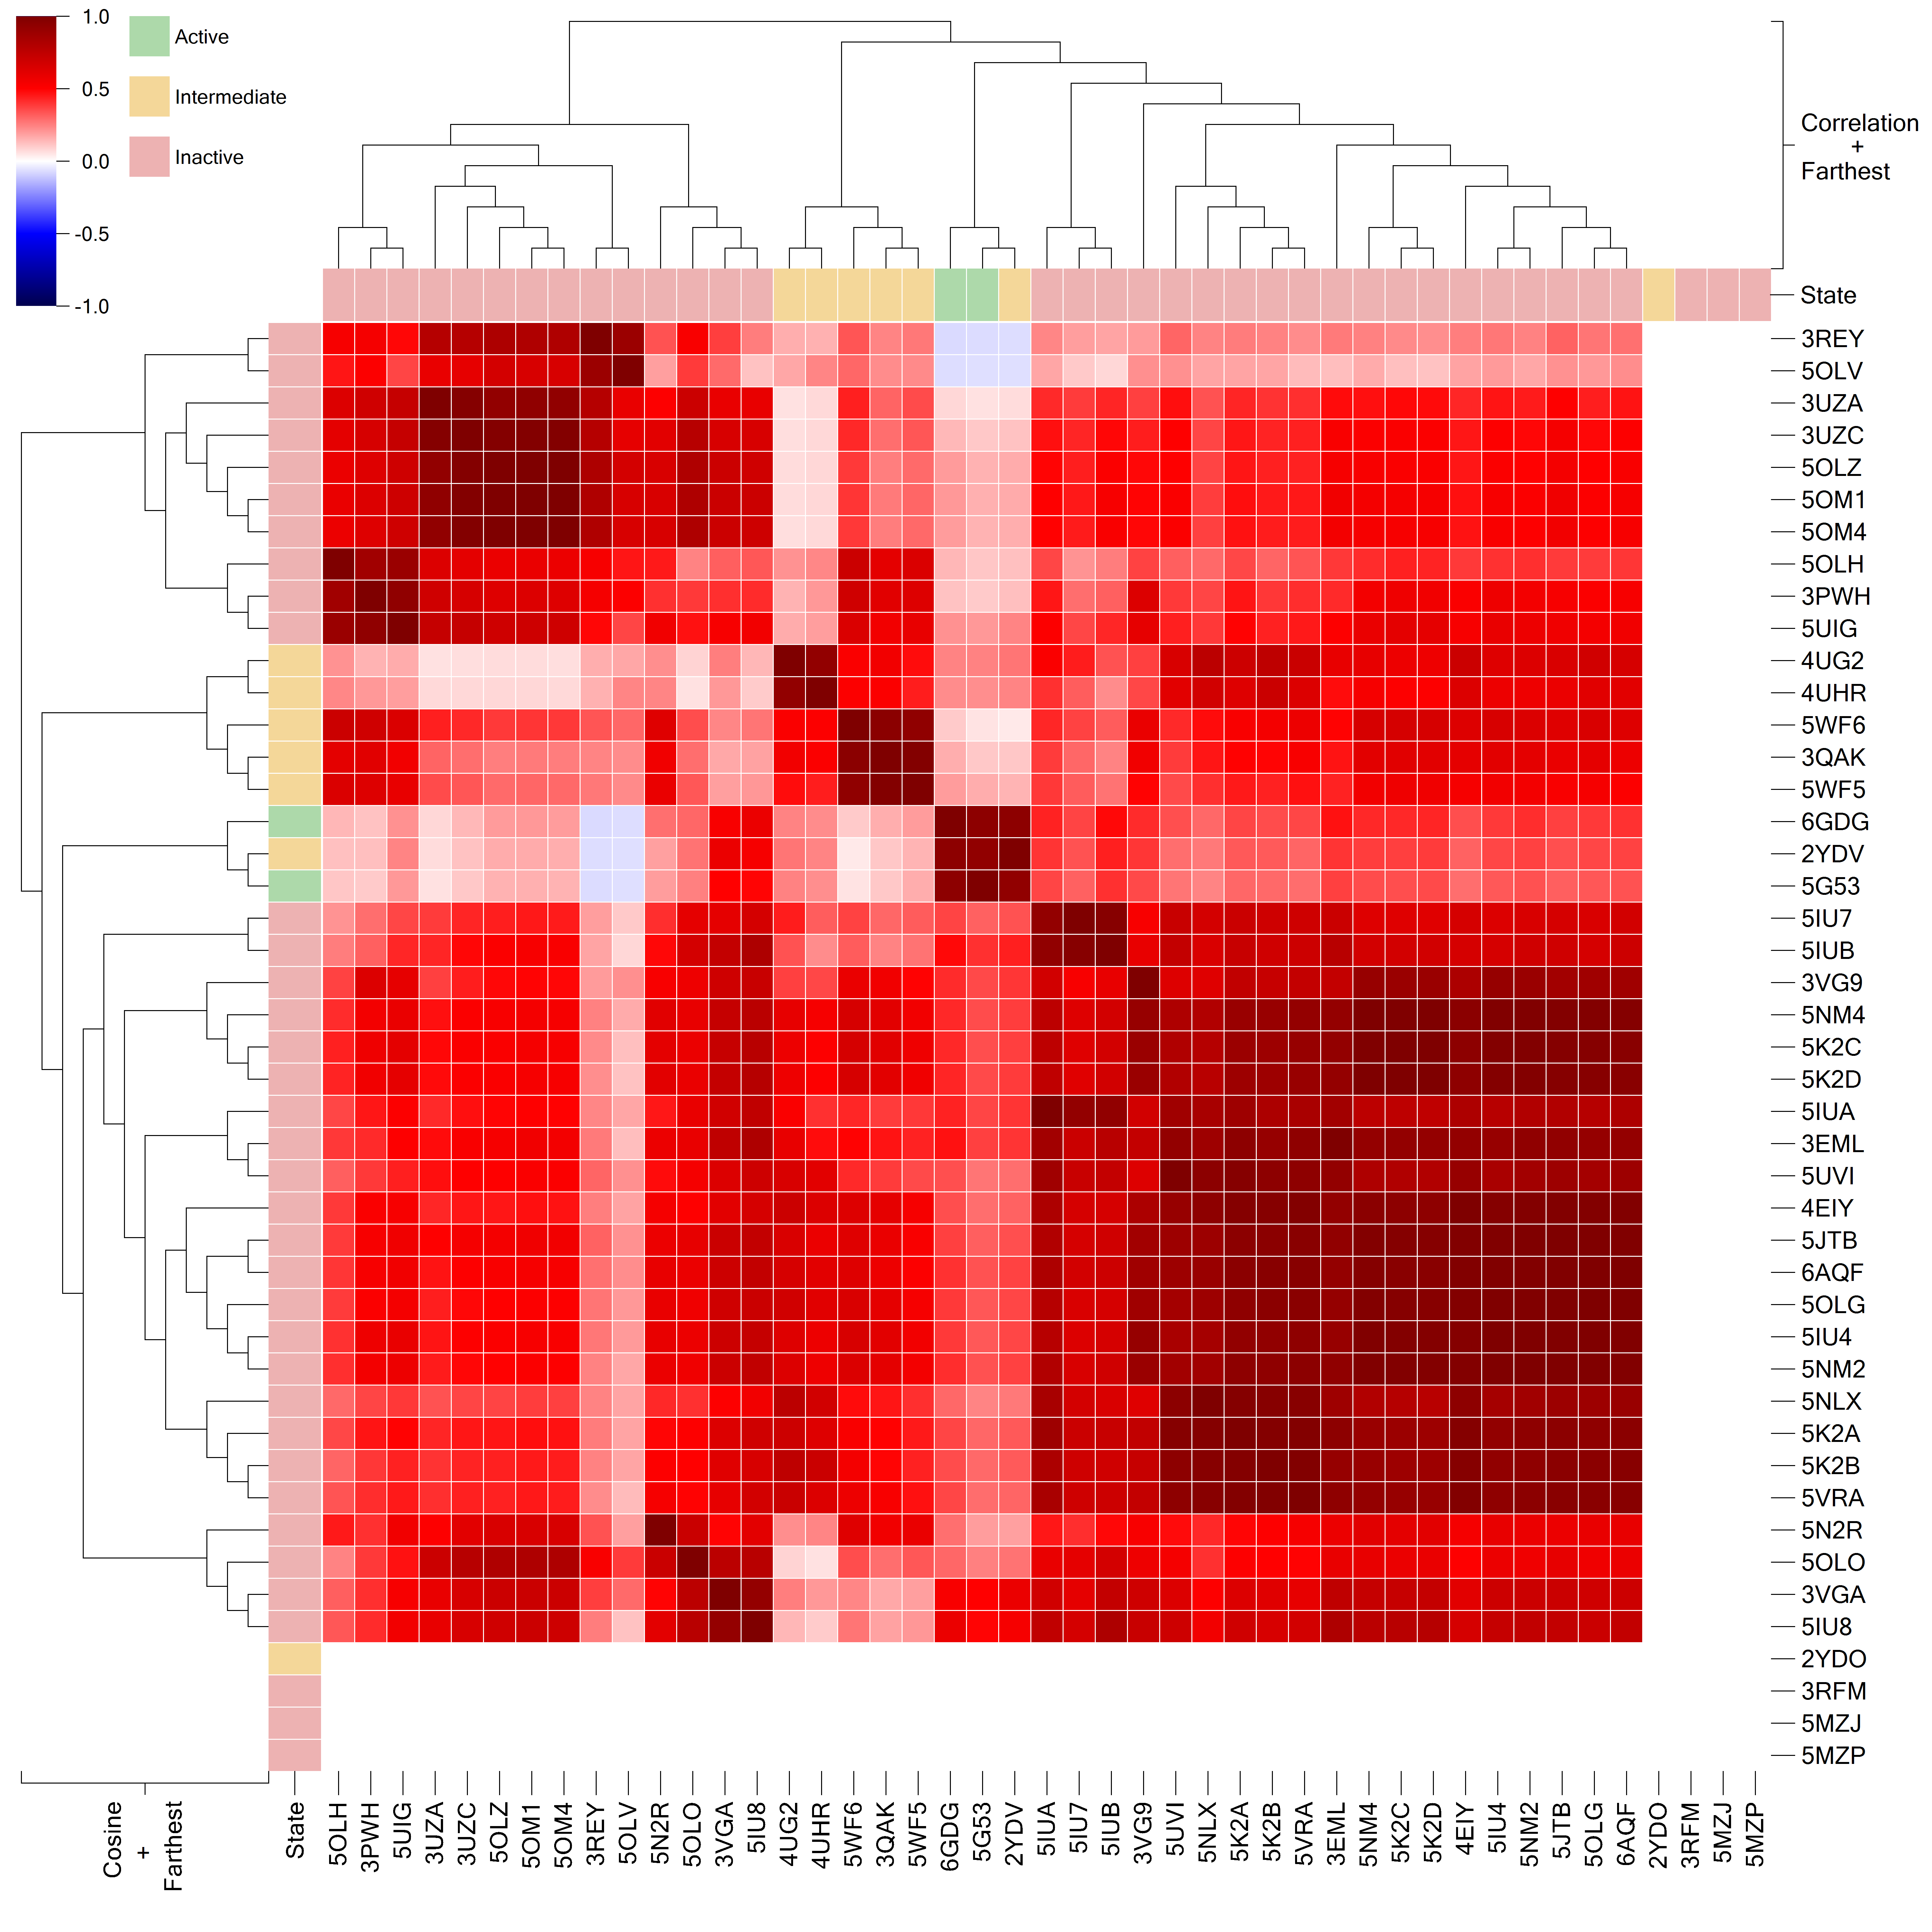 1.0
0.5
0.0
-0.5
-1.0
Active
Intermediate
Inactive
Correlation
+
Farthest
State
3REY
5OLV
3UZA
3UZC
5OLZ
5OM1
5OM4
5OLH
3PWH
5UIG
4UG2
4UHR
5WF6
3QAK
5WF5
6GDG
2YDV
5G53
5IU7
5IUB
3VG9
5NM4
5K2C
5K2D
5IUA
3EML
5UVI
4EIY
5JTB
6AQF
5OLG
5IU4
5NM2
5NLX
5K2A
5K2B
5VRA
5N2R
5OLO
3VGA
5IU8
2YDO
3RFM
5MZJ
5MZP
Cosine
+
Farthest
State
5OLH
3PWH
5UIG
3UZA
3UZC
5OLZ
5OM1
5OM4
3REY
5OLV
5N2R
5OLO
3VGA
5IU8
4UG2
4UHR
5WF6
3QAK
5WF5
6GDG
5G53
2YDV
5IUA
5IU7
5IUB
3VG9
5UVI
5NLX
5K2A
5K2B
5VRA
3EML
5NM4
5K2C
5K2D
4EIY
5IU4
5NM2
5JTB
5OLG
6AQF
2YDO
3RFM
5MZJ
5MZP